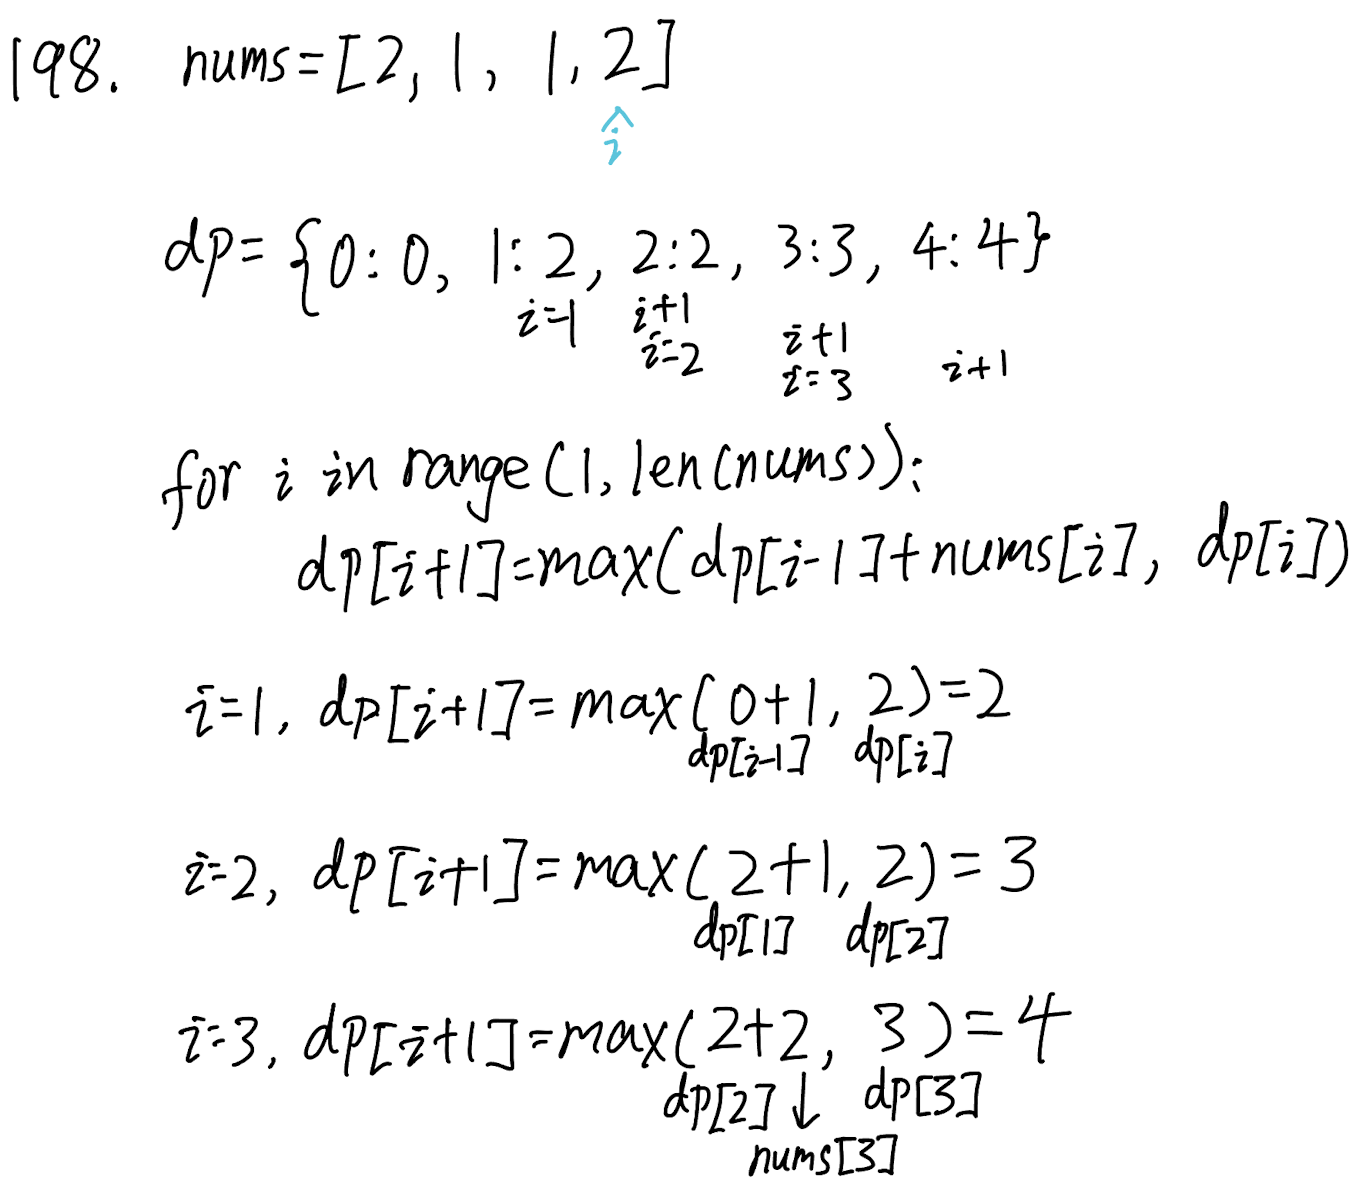 198. nums=[2, 1, 1, 2]
i
dp={0:0, 1:2, 2:2, 3:3, 4:4}
i=1 i+1 i+1 i+1
i=2 i=3
for i in range(1, len(nums)):
dp[i+1]=max(dp[i-1]+nums[i], dp[i])
i=1, dp[i+1]=max(0+1, 2)=2
dp[i-1] dp[i]
i=2, dp[i+1]=max(2+1, 2)=3
dp[1] dp[2]
i=3, dp[i+1]=max(2+2, 3)=4
dp[2]↓ dp[3]
nums[3]